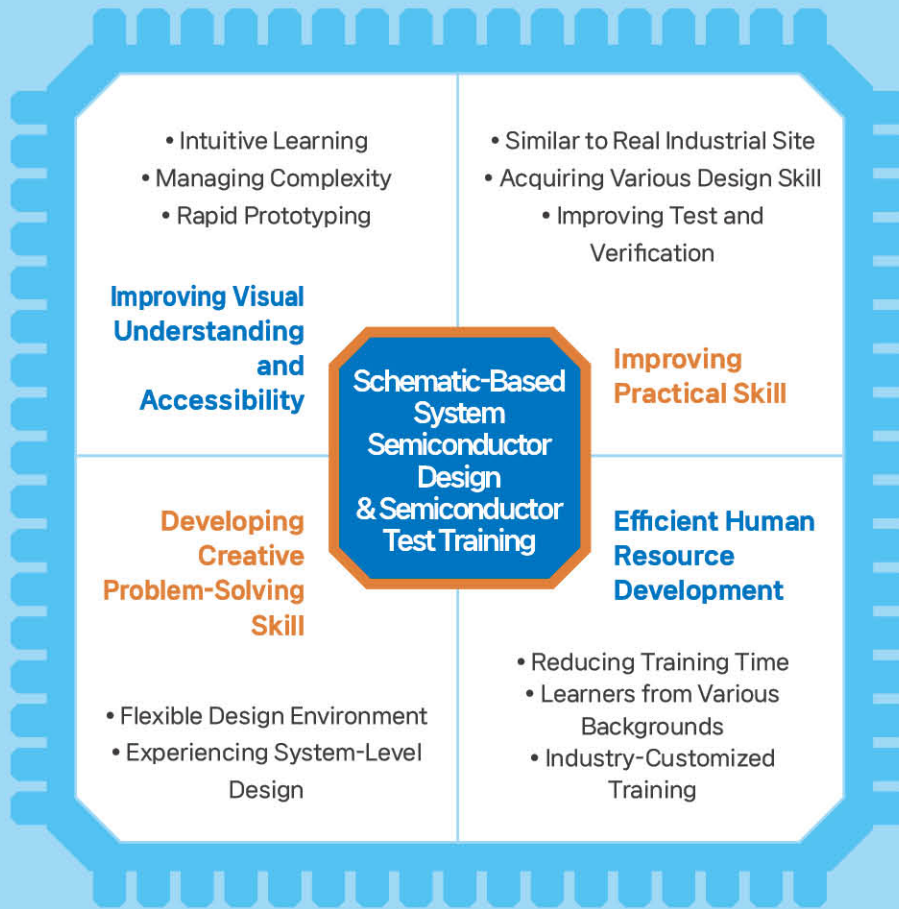 • Intuitive Learning
• Managing Complexity
• Rapid Prototyping
Improving Visual
Understanding
and
Accessibility
• Similar to Real Industrial Site
• Acquiring Various Design Skill
• Improving Test and
Verification
Improving
Practical Skill
Schematic-Based
System
Semiconductor
Design
& Semiconductor
Test Training
Developing
Creative
Problem-Solving
Skill
• Flexible Design Environment
• Experiencing System-Level
Design
Efficient Human
Resource
Development
• Reducing Training Time
• Learners from Various
Backgrounds
• Industry-Customized
Training